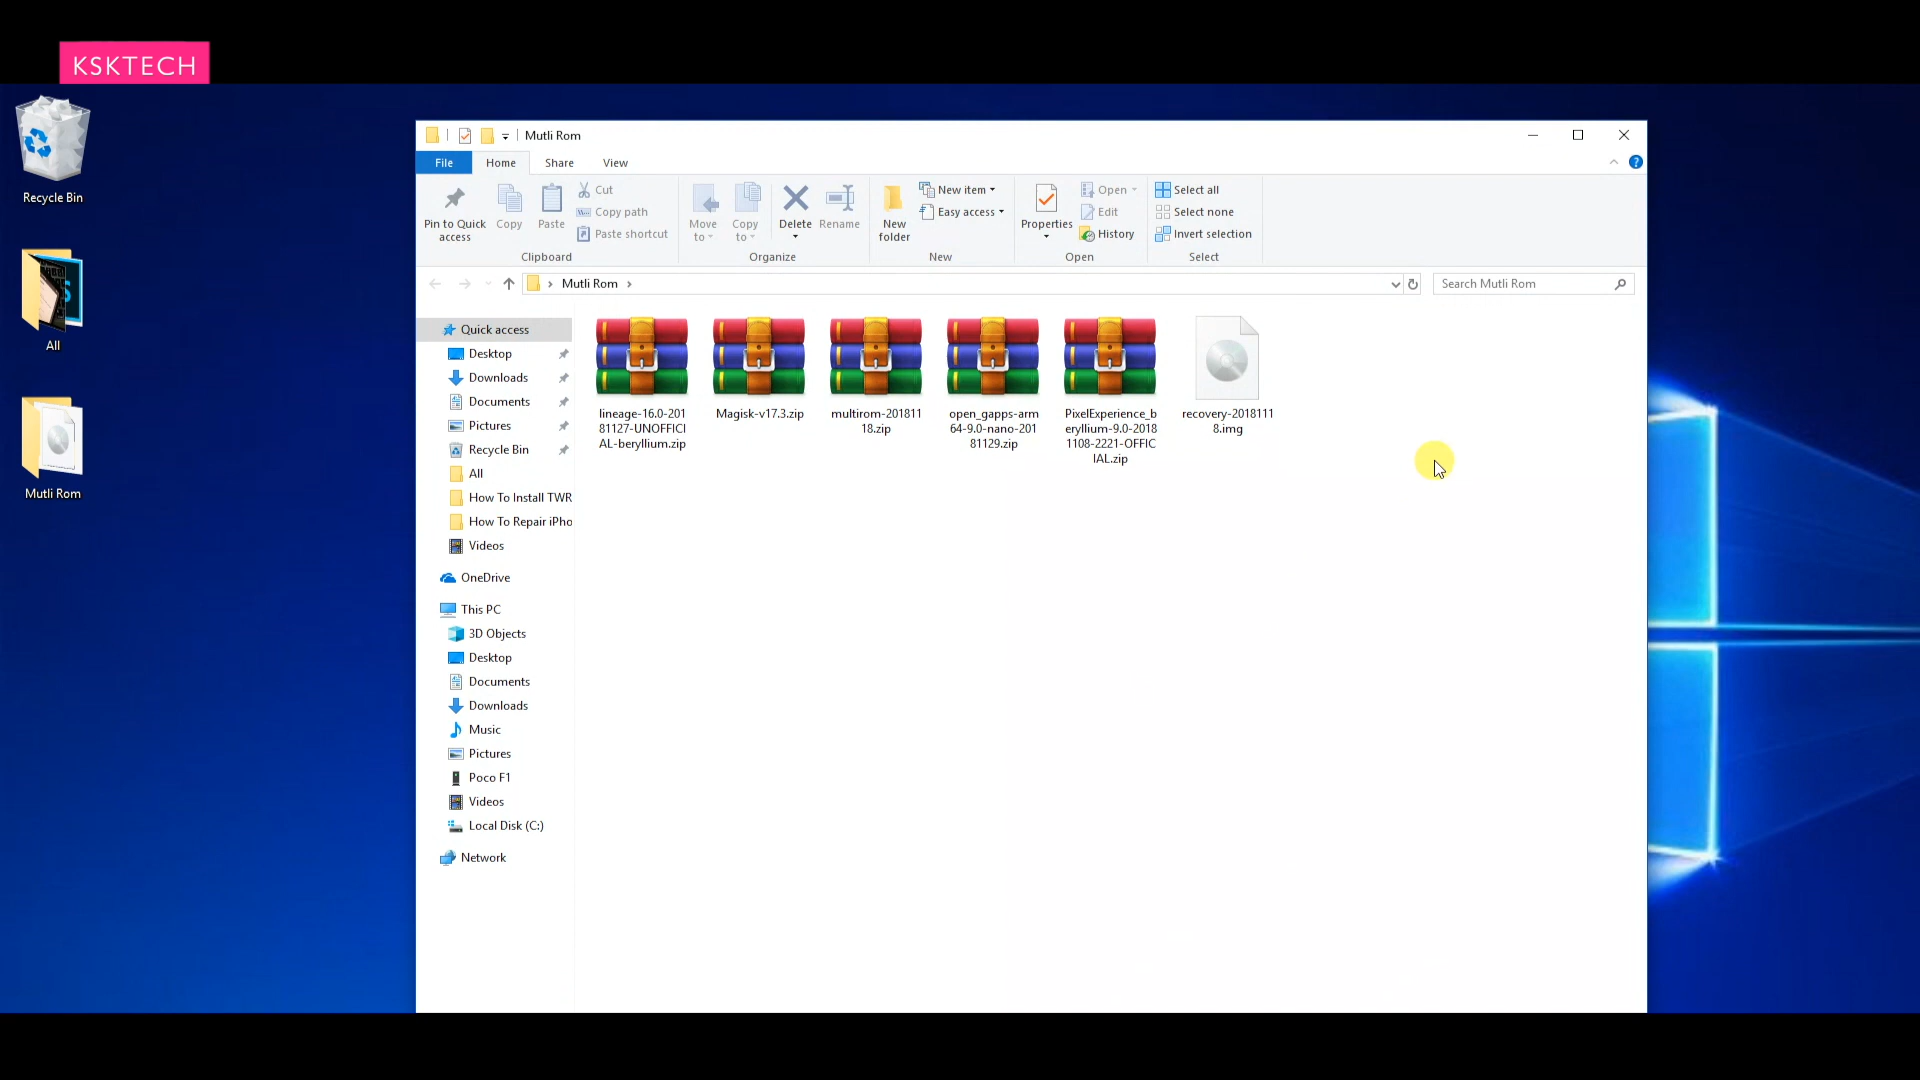 KSKTECH
Recycle Bin
All
Mutli Rom
Mutli Rom
File Home Share View
Pin to Quick access
Copy
Paste
Cut
Copy path
Paste shortcut
Clipboard
Move to
Copy to
Delete
Rename
Organize
New folder
New item
Easy access
New
Properties
Open
Edit
History
Open
Select all
Select none
Invert selection
Select
Mutli Rom
Search Mutli Rom
Quick access
Desktop
Downloads
Documents
Pictures
Recycle Bin
All
How To Install TWR
How To Repair iPho
Videos
OneDrive
This PC
3D Objects
Desktop
Documents
Downloads
Music
Pictures
Poco F1
Videos
Local Disk (C:)
Network
lineage-16.0-201
81127-UNOFFICI
AL-beryllium.zip
Magisk-v17.3.zip
multirom-201811
18.zip
open_gapps-arm
64-9.0-nano-201
81129.zip
PixelExperience_b
eryllium-9.0-2018
1108-2221-OFFIC
IAL.zip
recovery-2018111
8.img